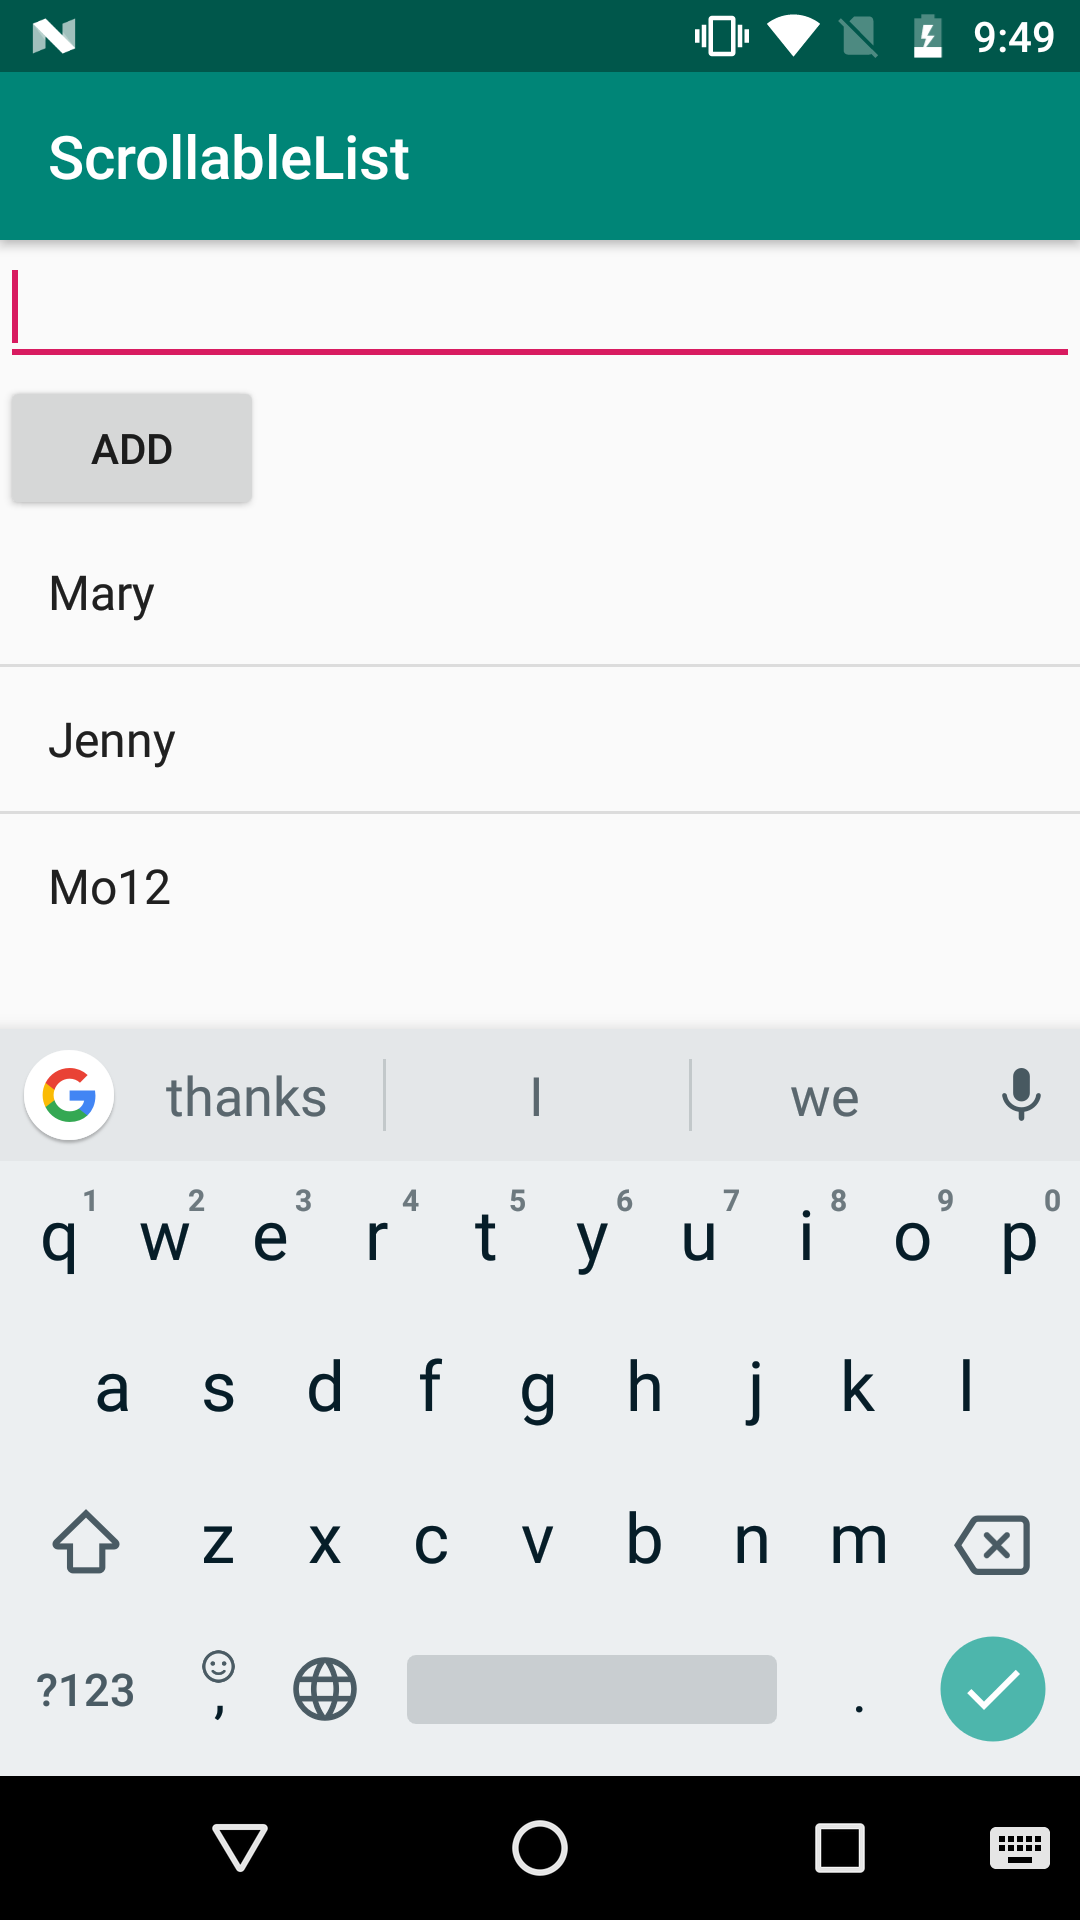 9:49
ScrollableList
ADD
Mary
Jenny
Mo12
thanks I we
1 2 3 4 5 6 7 8 9 0
q w e r t y u i o p
a s d f g h j k l
z x c v b n m
?123 , .